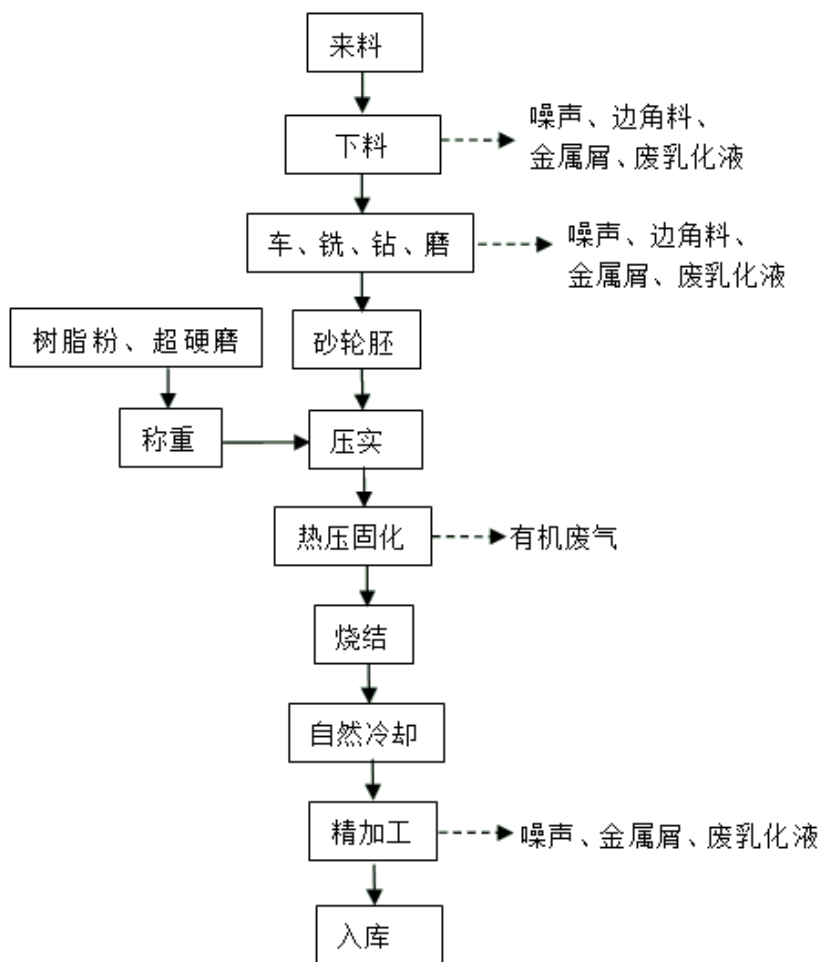 来料
下料
噪声、边角料、
金属屑、废乳化液
车、铣、钻、磨
噪声、边角料、
金属屑、废乳化液
树脂粉、超硬磨
砂轮胚
称重
压实
热压固化
有机废气
烧结
自然冷却
精加工
噪声、金属屑、废乳化液
入库